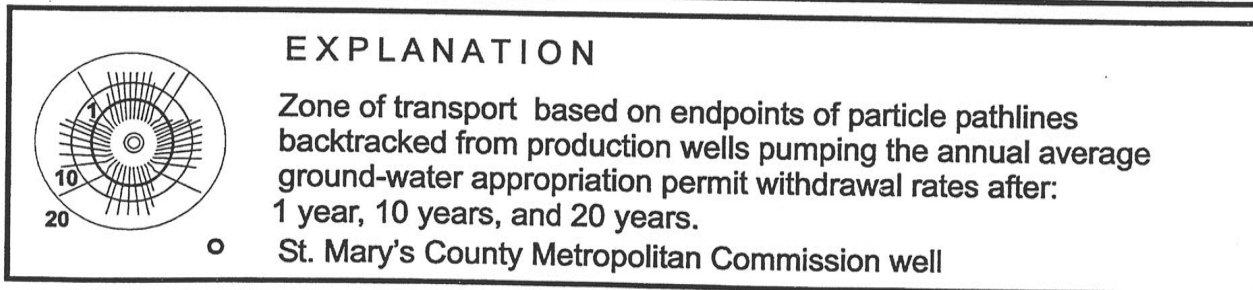 EXPLANATION
Zone of transport based on endpoints of particle pathlines
backtracked from production wells pumping the annual average
ground-water appropriation permit withdrawal rates after:
1 year, 10 years, and 20 years.
St. Mary's County Metropolitan Commission well
1
10
20